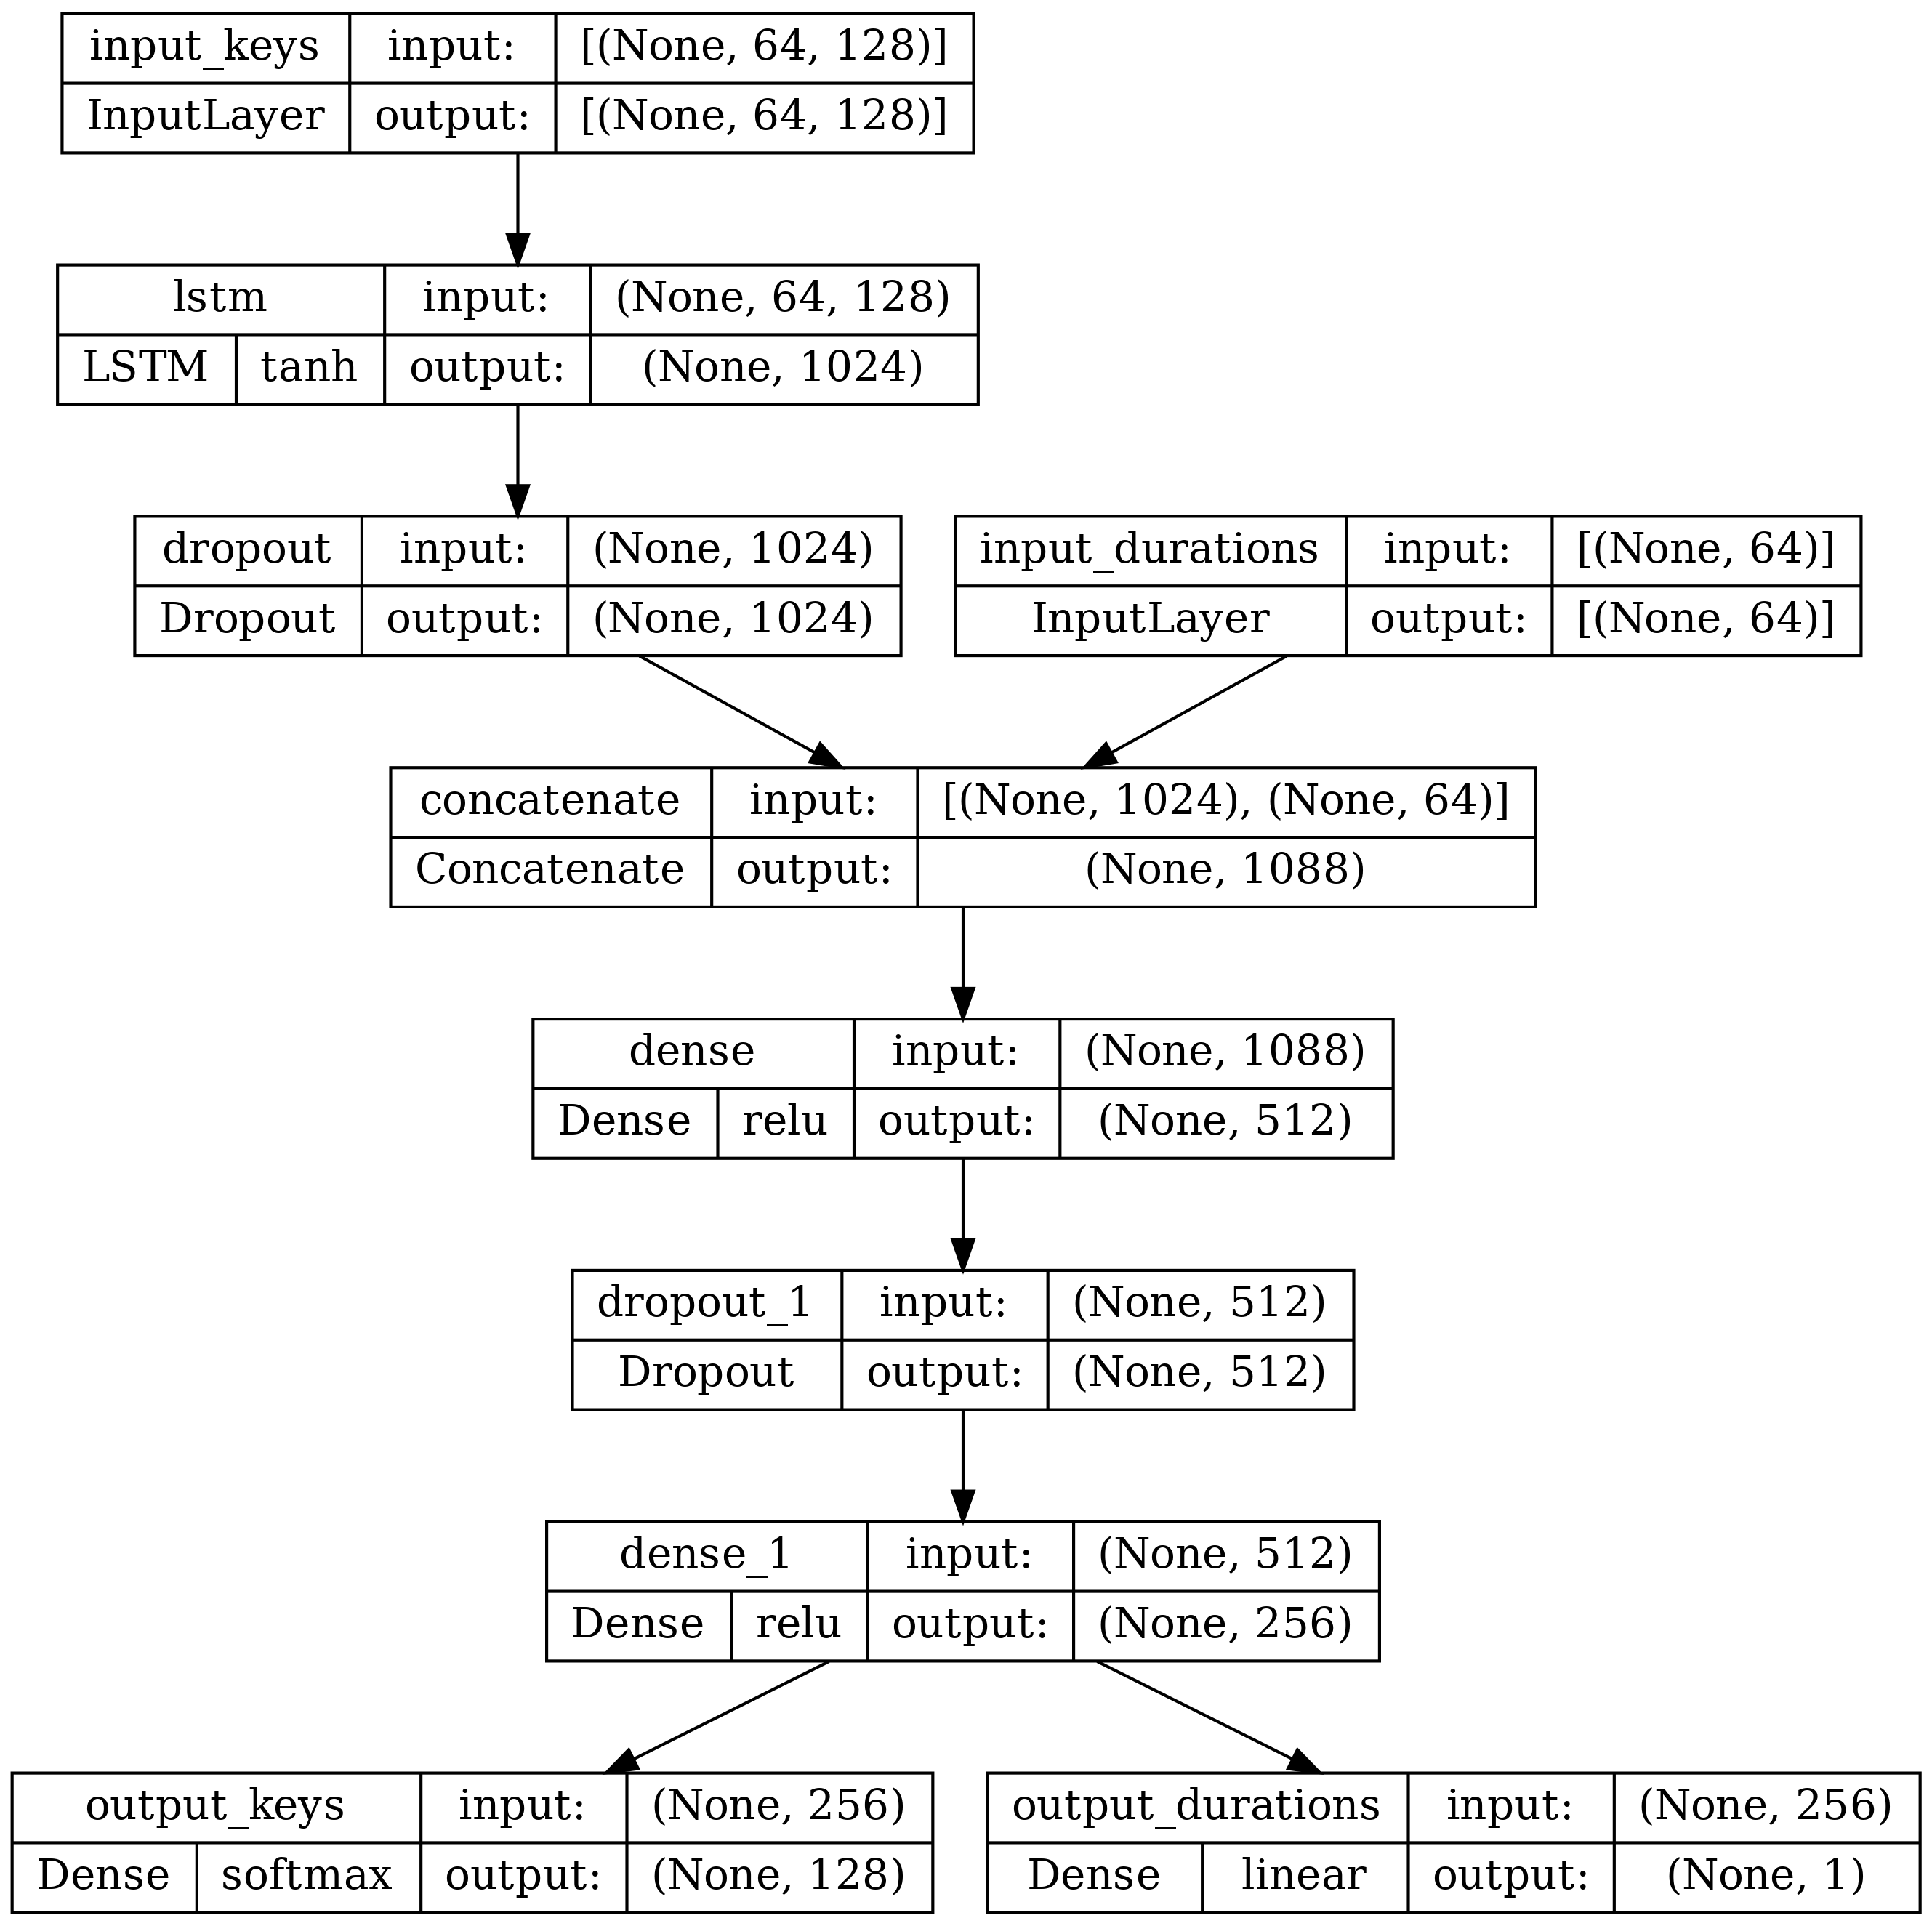 input_keys input: [(None, 64, 128)]
InputLayer output: [(None, 64, 128)]
lstm input: (None, 64, 128)
LSTM tanh output: (None, 1024)
dropout input: (None, 1024)
Dropout output: (None, 1024)
input_durations input: [(None, 64)]
InputLayer output: [(None, 64)]
concatenate input: [(None, 1024), (None, 64)]
Concatenate output: (None, 1088)
dense input: (None, 1088)
Dense relu output: (None, 512)
dropout_1 input: (None, 512)
Dropout output: (None, 512)
dense_1 input: (None, 512)
Dense relu output: (None, 256)
output_keys input: (None, 256)
Dense softmax output: (None, 128)
output_durations input: (None, 256)
Dense linear output: (None, 1)